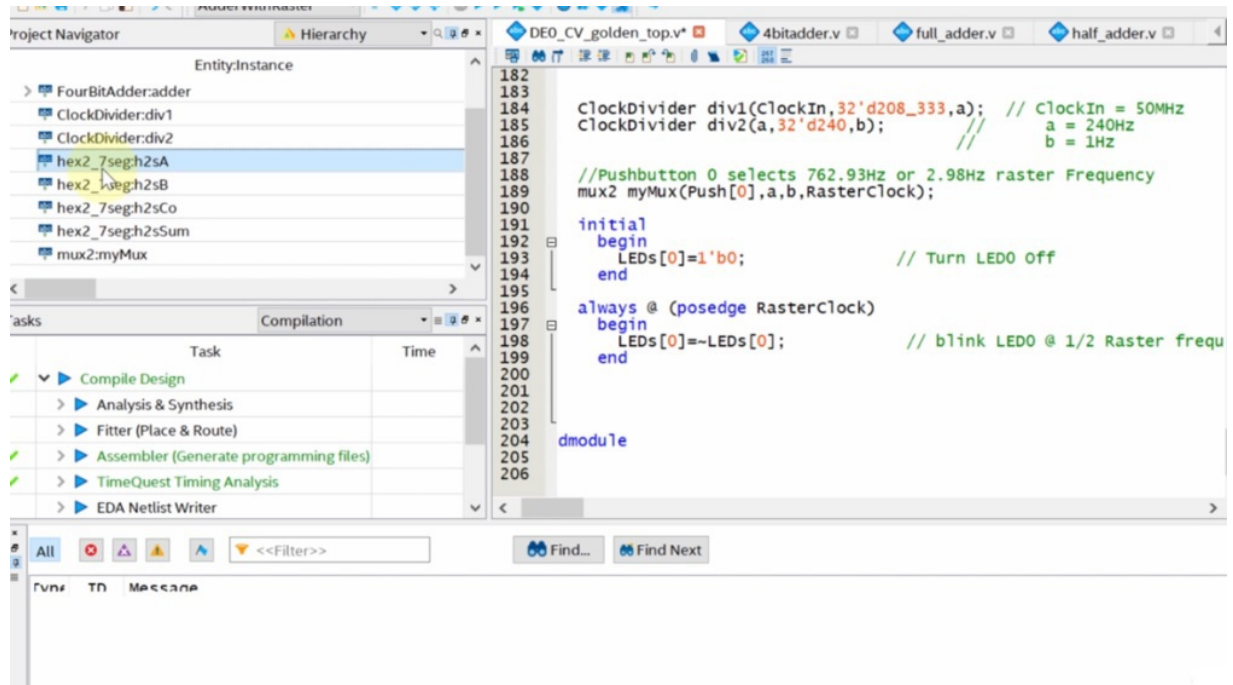 AdderWithRaster
Project Navigator
Hierarchy
DE0_CV_golden_top.v*
4bitadder.v
full_adder.v
half_adder.v
Entity:Instance
FourBitAdder:adder
ClockDivider:div1
ClockDivider:div2
hex2_7seg:h2sA
hex2_7seg:h2sB
hex2_7seg:h2sCo
hex2_7seg:h2sSum
mux2:myMux
182
183
184 ClockDivider div1(ClockIn,32'd208_333,a); // ClockIn = 50MHz
185 ClockDivider div2(a,32'd240,b); // a = 240Hz
186 // b = 1Hz
187
188 //Pushbutton 0 selects 762.93Hz or 2.98Hz raster Frequency
189 mux2 myMux(Push[0],a,b,RasterClock);
190
191 initial
192 begin
193 LEDs[0]=1'b0; // Turn LED0 Off
194 end
195
196 always @ (posedge RasterClock)
197 begin
198 LEDs[0]=~LEDs[0]; // blink LED0 @ 1/2 Raster frequ
199 end
200
201
202
203
204 dmodule
205
206
Tasks
Compilation
Task Time
Compile Design
Analysis & Synthesis
Fitter (Place & Route)
Assembler (Generate programming files)
TimeQuest Timing Analysis
EDA Netlist Writer
All
<<Filter>>
Find...
Find Next
Type ID Message